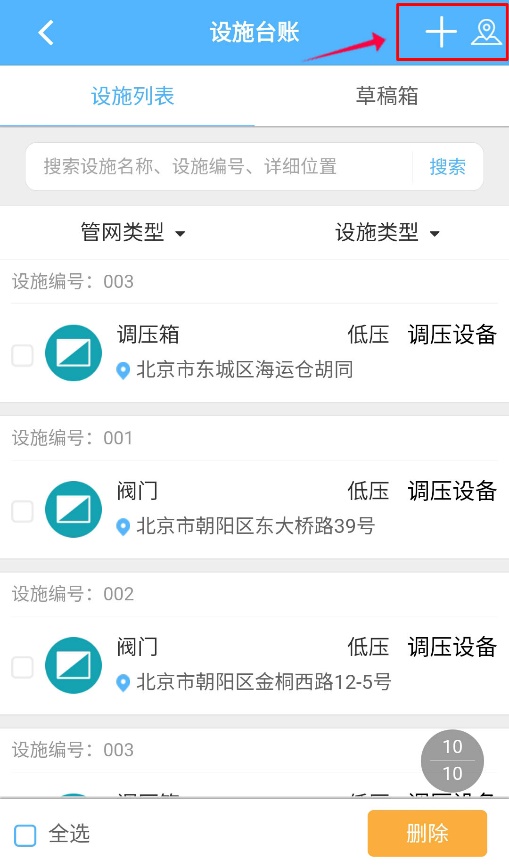 设施台账
设施列表 草稿箱
搜索设施名称、设施编号、详细位置 搜索
管网类型 设施类型
设施编号：003
调压箱 低压 调压设备
北京市东城区海运仓胡同
设施编号：001
阀门 低压 调压设备
北京市朝阳区东大桥路39号
设施编号：002
阀门 低压 调压设备
北京市朝阳区金桐西路12-5号
设施编号：003
10
10
全选 删除